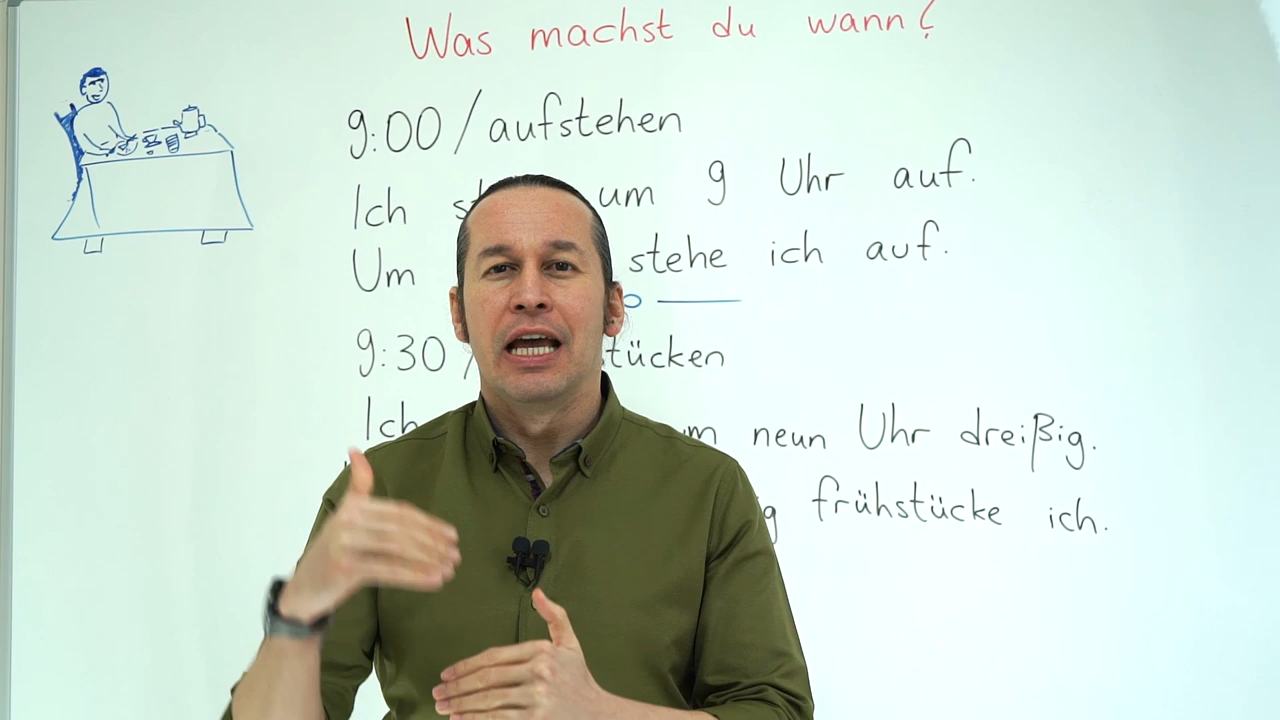 Was machst du wann?
9:00 / aufstehen
Ich um 9 Uhr auf.
Um stehe ich auf.
9:30 /
Ich neun Uhr dreißig.
frühstücke ich.